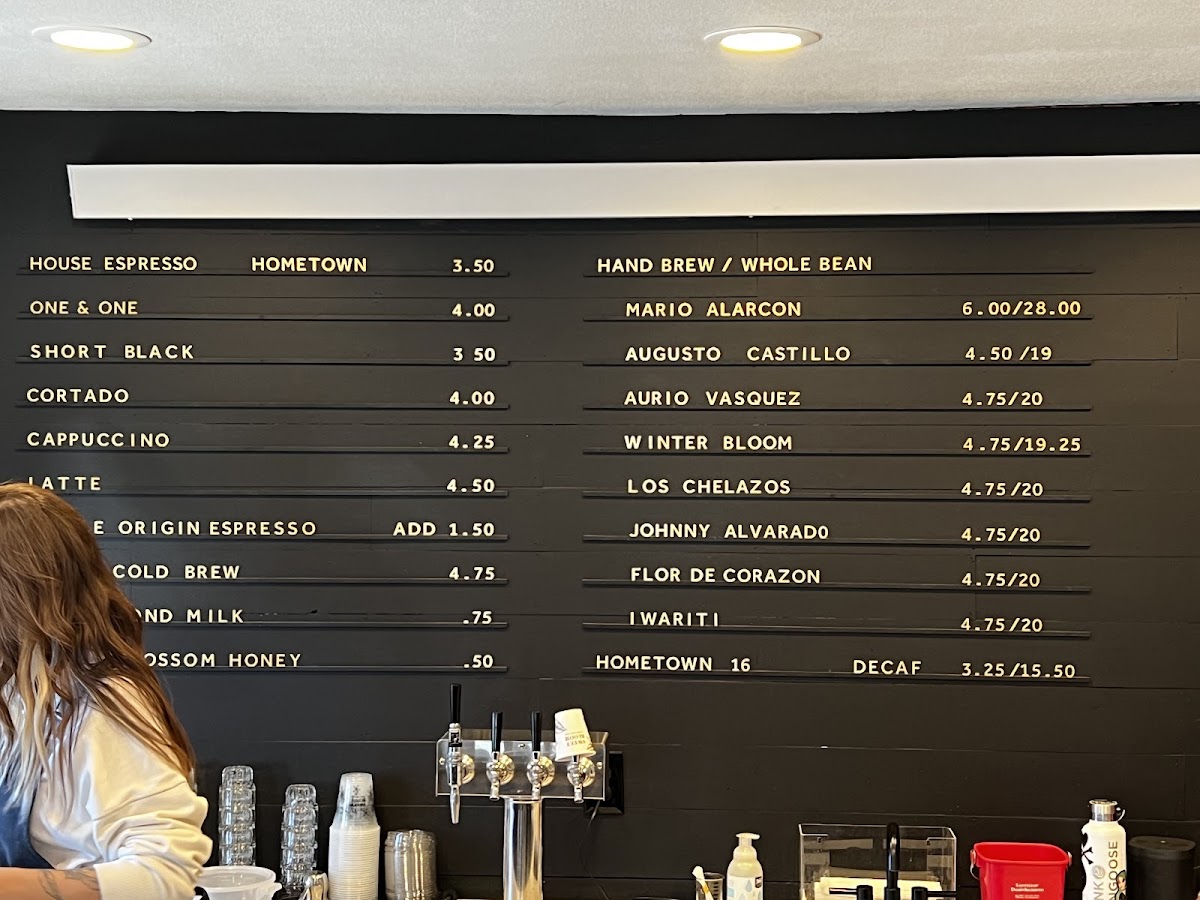 HOUSE ESPRESSO HOMETOWN 3.50
ONE & ONE 4.00
SHORT BLACK 3 50
CORTADO 4.00
CAPPUCCINO 4.25
LATTE 4.50
E ORIGIN ESPRESSO ADD 1.50
COLD BREW 4.75
OND MILK .75
OSSOM HONEY .50
HAND BREW / WHOLE BEAN
MARIO ALARCON 6.00/28.00
AUGUSTO CASTILLO 4.50 /19
AURIO VASQUEZ 4.75/20
WINTER BLOOM 4.75/19.25
LOS CHELAZOS 4.75/20
JOHNNY ALVARADO 4.75/20
FLOR DE CORAZON 4.75/20
IWARITI 4.75/20
HOMETOWN 16 DECAF 3.25/15.50